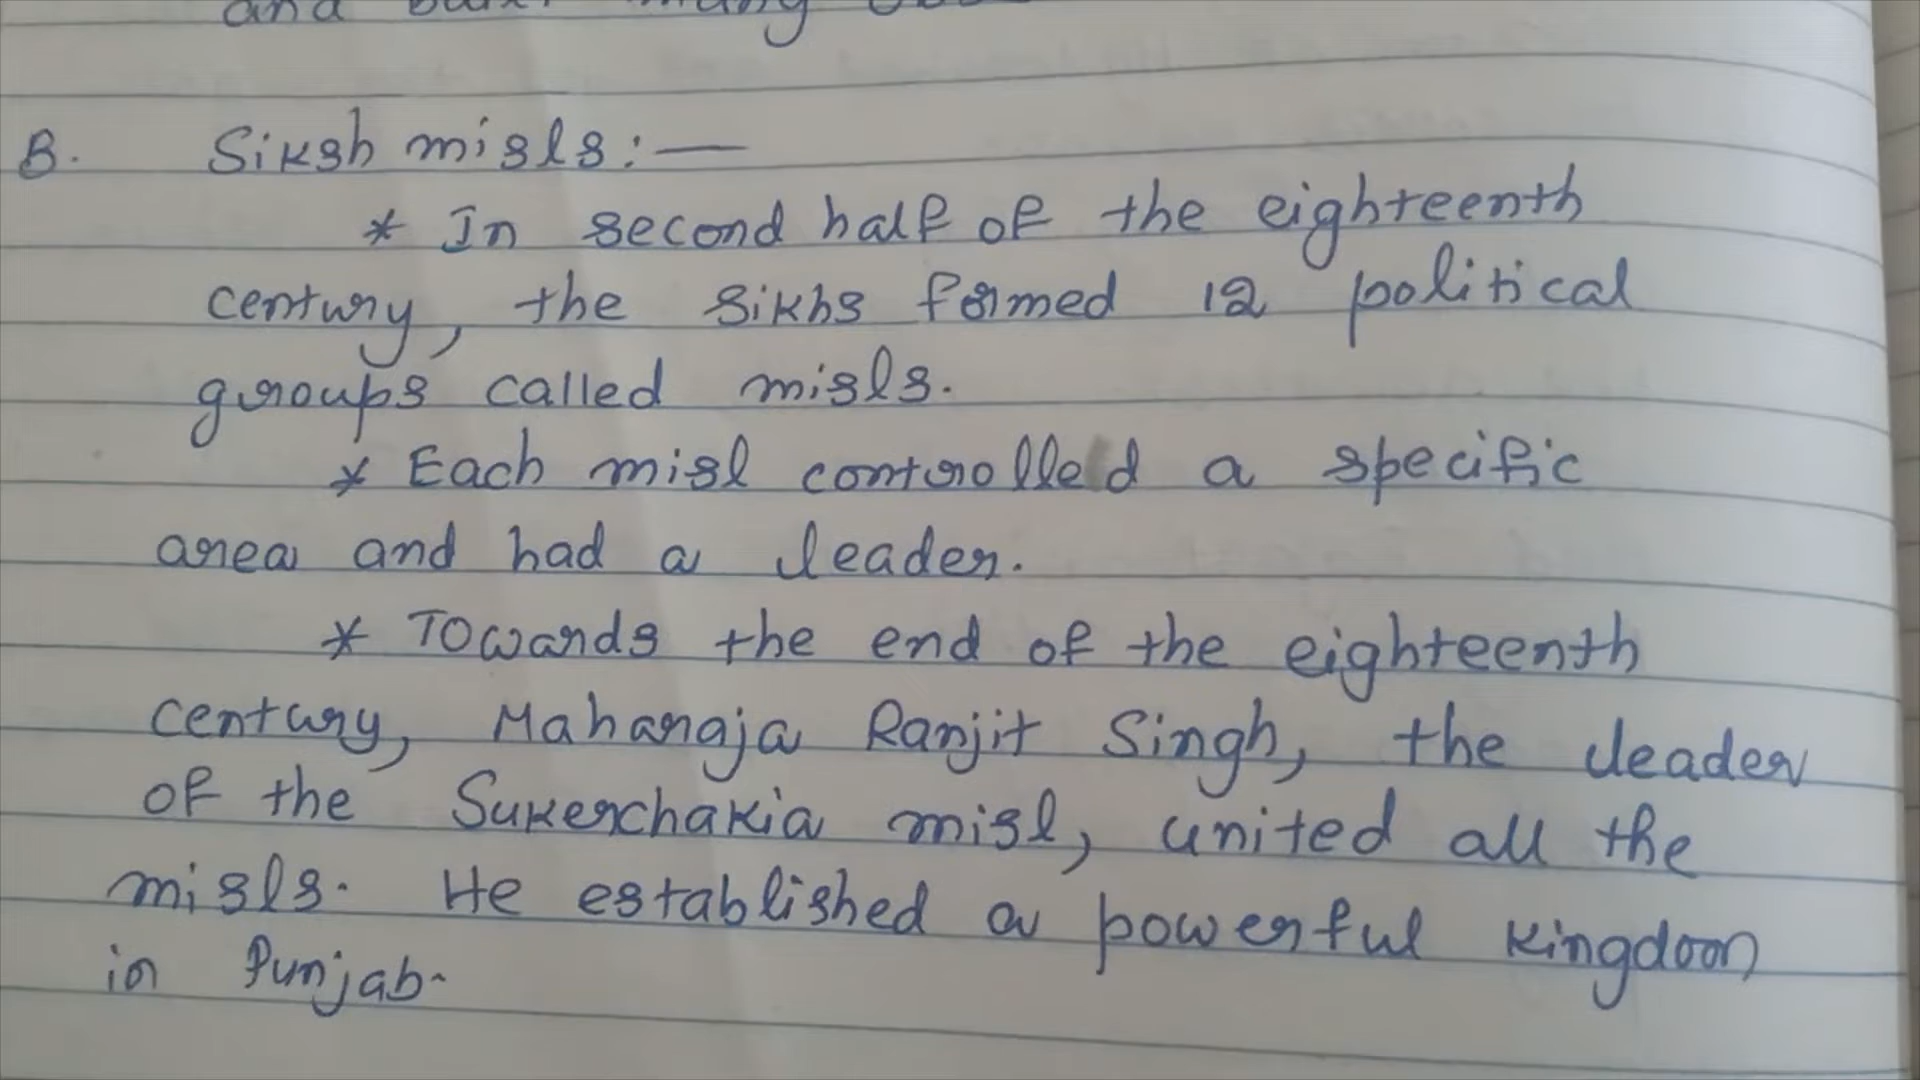 and
B. Siksh misls:—
* In second half of the eighteenth
century, the Sikhs formed 12 political
groups called misls.
* Each misl controlled a specific
area and had a leader.
* Towards the end of the eighteenth
century, Maharaja Ranjit Singh, the leader
of the Sukerchakia misl, united all the
misls. He established a powerful kingdom
in Punjab.